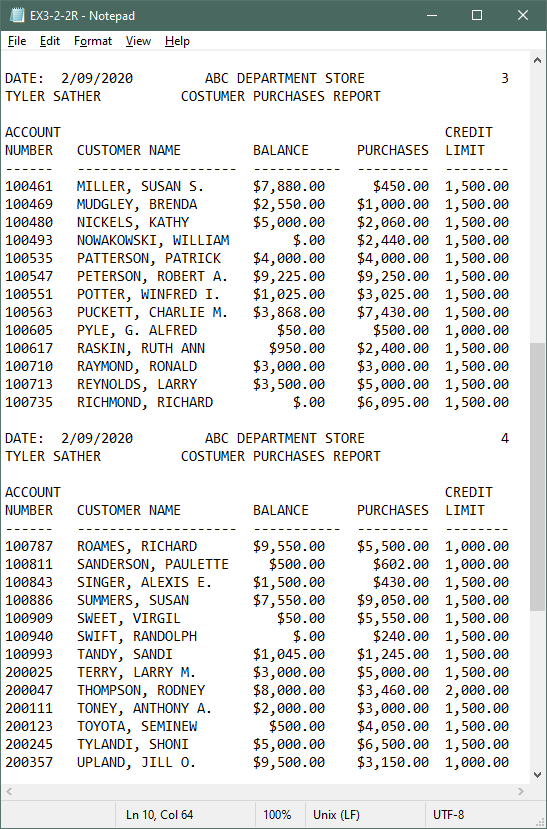 EX3-2-2R - Notepad
File Edit Format View Help
DATE:  2/09/2020         ABC DEPARTMENT STORE                 3
TYLER SATHER          COSTUMER PURCHASES REPORT
ACCOUNT                                                CREDIT
NUMBER   CUSTOMER NAME         BALANCE      PURCHASES  LIMIT
------   --------------------  -----------  ---------  --------
100461   MILLER, SUSAN S.      $7,880.00      $450.00  1,500.00
100469   MUDGLEY, BRENDA       $2,550.00    $1,000.00  1,500.00
100480   NICKELS, KATHY        $5,000.00    $2,060.00  1,500.00
100493   NOWAKOWSKI, WILLIAM        $.00    $2,440.00  1,500.00
100535   PATTERSON, PATRICK    $4,000.00    $4,000.00  1,500.00
100547   PETERSON, ROBERT A.   $9,225.00    $9,250.00  1,500.00
100551   POTTER, WINFRED I.    $1,025.00    $3,025.00  1,500.00
100563   PUCKETT, CHARLIE M.   $3,868.00    $7,430.00  1,500.00
100605   PYLE, G. ALFRED          $50.00      $500.00  1,000.00
100617   RASKIN, RUTH ANN        $950.00    $2,400.00  1,500.00
100710   RAYMOND, RONALD       $3,000.00    $3,000.00  1,500.00
100713   REYNOLDS, LARRY       $3,500.00    $5,000.00  1,500.00
100735   RICHMOND, RICHARD          $.00    $6,095.00  1,500.00
DATE:  2/09/2020         ABC DEPARTMENT STORE                 4
TYLER SATHER          COSTUMER PURCHASES REPORT
ACCOUNT                                                CREDIT
NUMBER   CUSTOMER NAME         BALANCE      PURCHASES  LIMIT
------   --------------------  -----------  ---------  --------
100787   ROAMES, RICHARD       $9,550.00    $5,500.00  1,000.00
100811   SANDERSON, PAULETTE     $500.00      $602.00  1,000.00
100843   SINGER, ALEXIS E.     $1,500.00      $430.00  1,500.00
100886   SUMMERS, SUSAN        $7,550.00    $9,050.00  1,500.00
100909   SWEET, VIRGIL            $50.00    $5,550.00  1,500.00
100940   SWIFT, RANDOLPH            $.00      $240.00  1,500.00
100993   TANDY, SANDI          $1,045.00    $1,245.00  1,500.00
200025   TERRY, LARRY M.       $3,000.00    $5,000.00  1,500.00
200047   THOMPSON, RODNEY      $8,000.00    $3,460.00  2,000.00
200111   TONEY, ANTHONY A.     $2,000.00    $3,000.00  1,500.00
200123   TOYOTA, SEMINEW         $500.00    $4,050.00  1,500.00
200245   TYLANDI, SHONI        $5,000.00    $6,500.00  1,500.00
200357   UPLAND, JILL O.       $9,500.00    $3,150.00  1,000.00
Ln 10, Col 64 100% Unix (LF) UTF-8